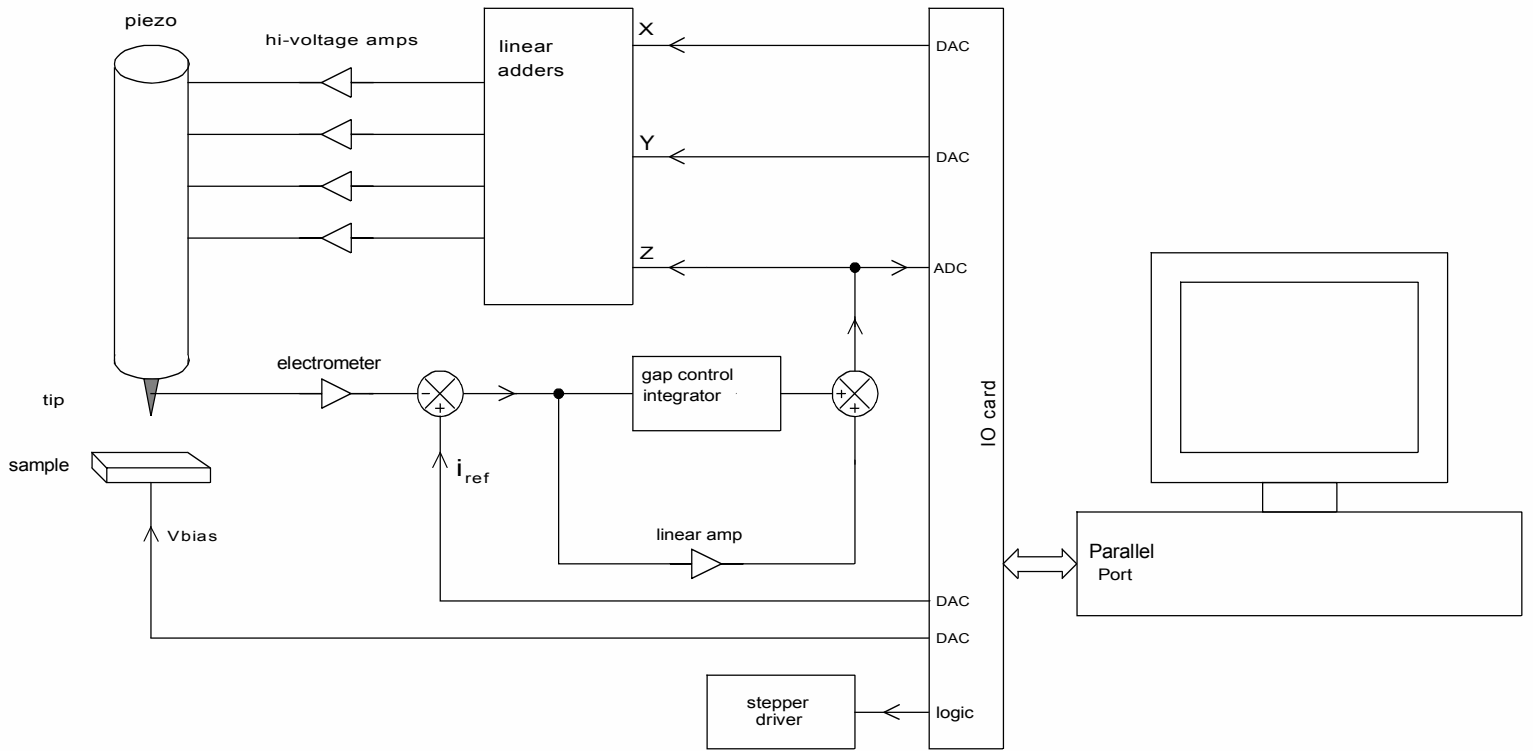 piezo
hi-voltage amps
linear
adders
X
DAC
Y
DAC
Z
ADC
electrometer
gap control
integrator
-
+
+
+
tip
sample
i ref
IO card
Vbias
linear amp
Parallel
Port
DAC
DAC
stepper
driver
logic